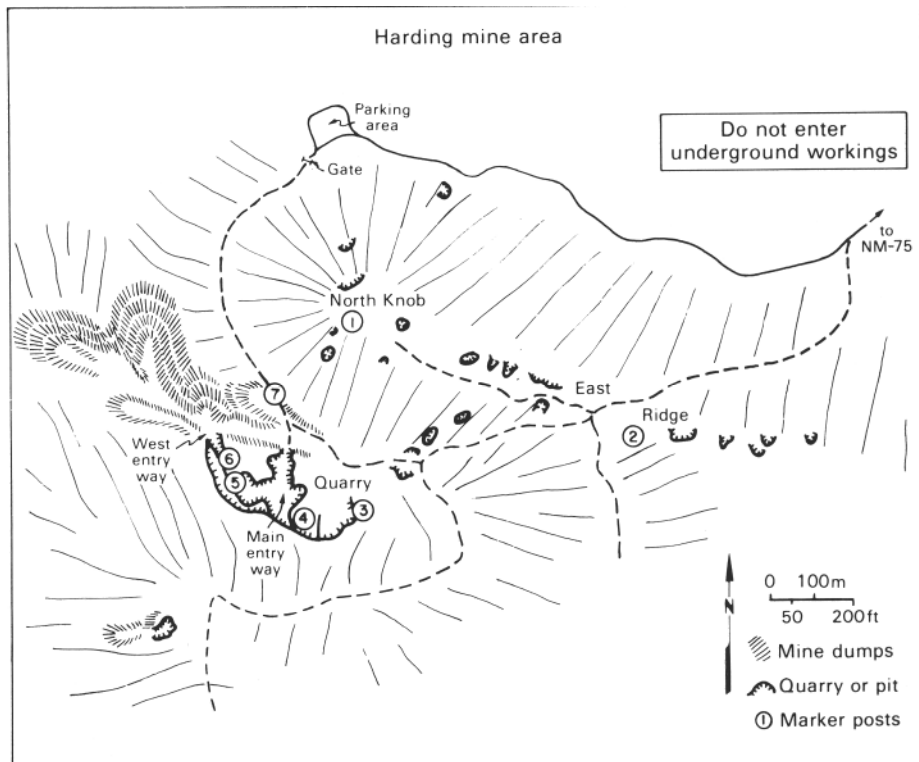 Harding mine area
Parking
area
Do not enter
underground workings
Gate
to
NM-75
North Knob
1
East
7
Ridge
2
West
entry
way
6
5
Quarry
4
3
Main
entry
way
N
0 100m
50 200ft
Mine dumps
Quarry or pit
1 Marker posts